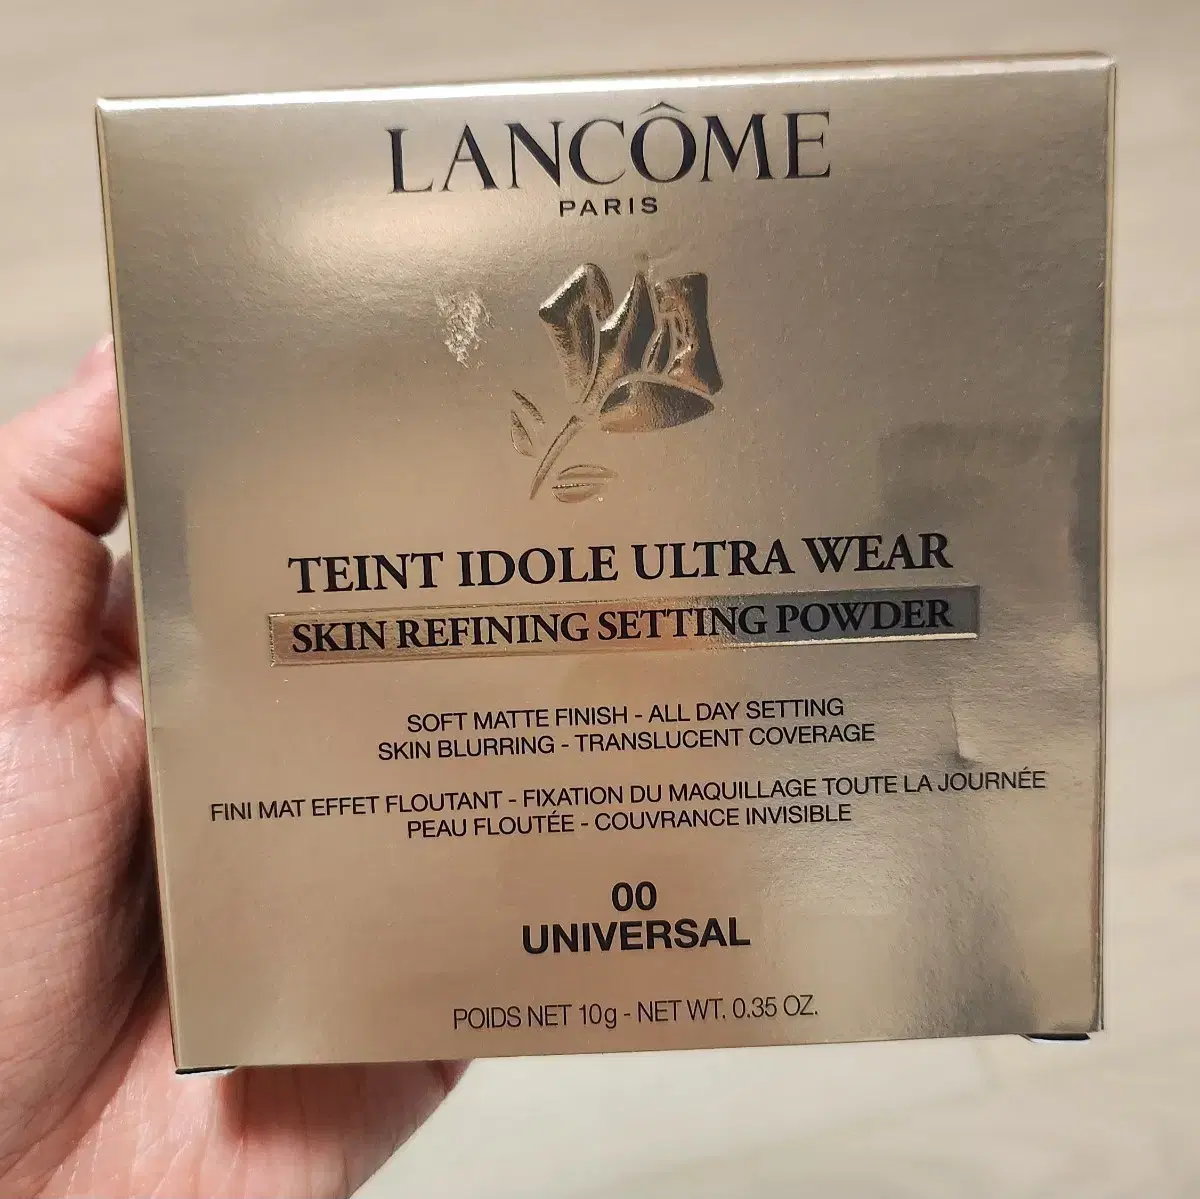 LANCÔME
PARIS
TEINT IDOLE ULTRA WEAR
SKIN REFINING SETTING POWDER
SOFT MATTE FINISH - ALL DAY SETTING
SKIN BLURRING - TRANSLUCENT COVERAGE
FINI MAT EFFET FLOUTANT - FIXATION DU MAQUILLAGE TOUTE LA JOURNÉE
PEAU FLOUTÉE - COUVRANCE INVISIBLE
00
UNIVERSAL
POIDS NET 10g - NET WT. 0.35 OZ.